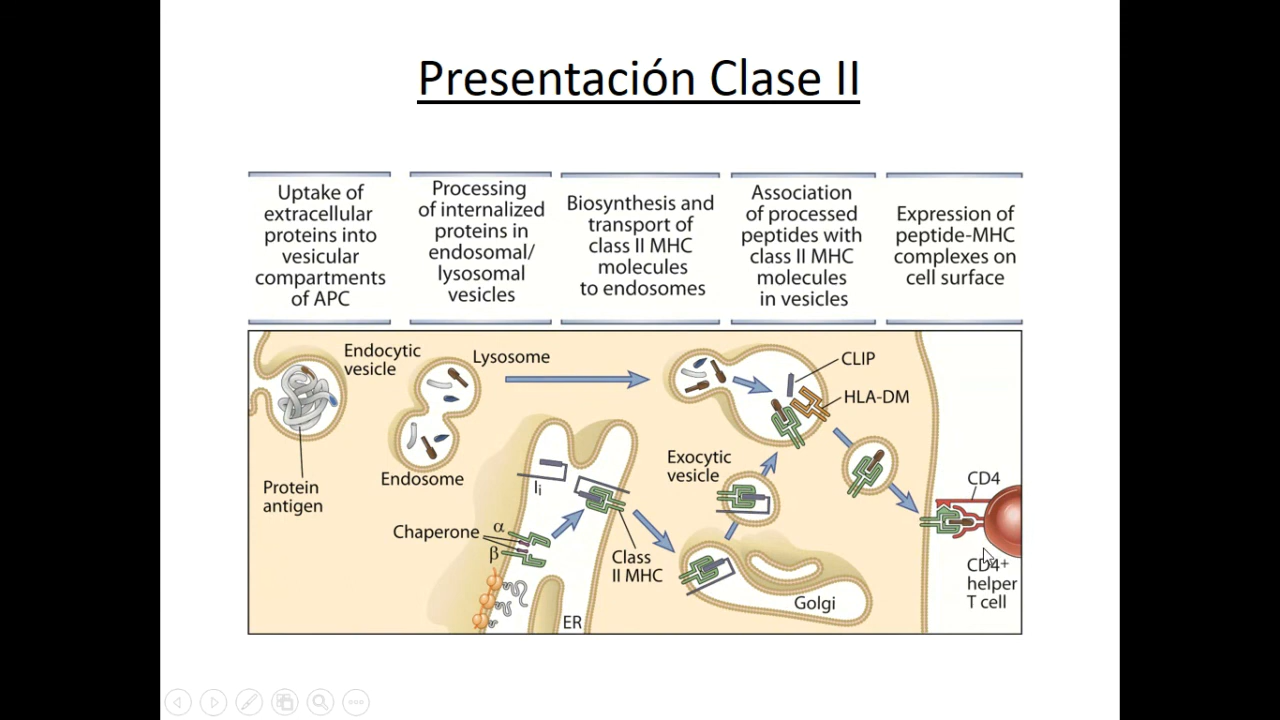 Presentación Clase II
Uptake of
extracellular
proteins into
vesicular
compartments
of APC
Processing
of internalized
proteins in
endosomal/
lysosomal
vesicles
Biosynthesis and
transport of
class II MHC
molecules
to endosomes
Association
of processed
peptides with
class II MHC
molecules
in vesicles
Expression of
peptide-MHC
complexes on
cell surface
Endocytic
vesicle
Lysosome
CLIP
HLA-DM
Protein
antigen
Endosome
Ii
Chaperone
α
β
Class
II MHC
ER
Exocytic
vesicle
Golgi
CD4
CD4+
helper
T cell